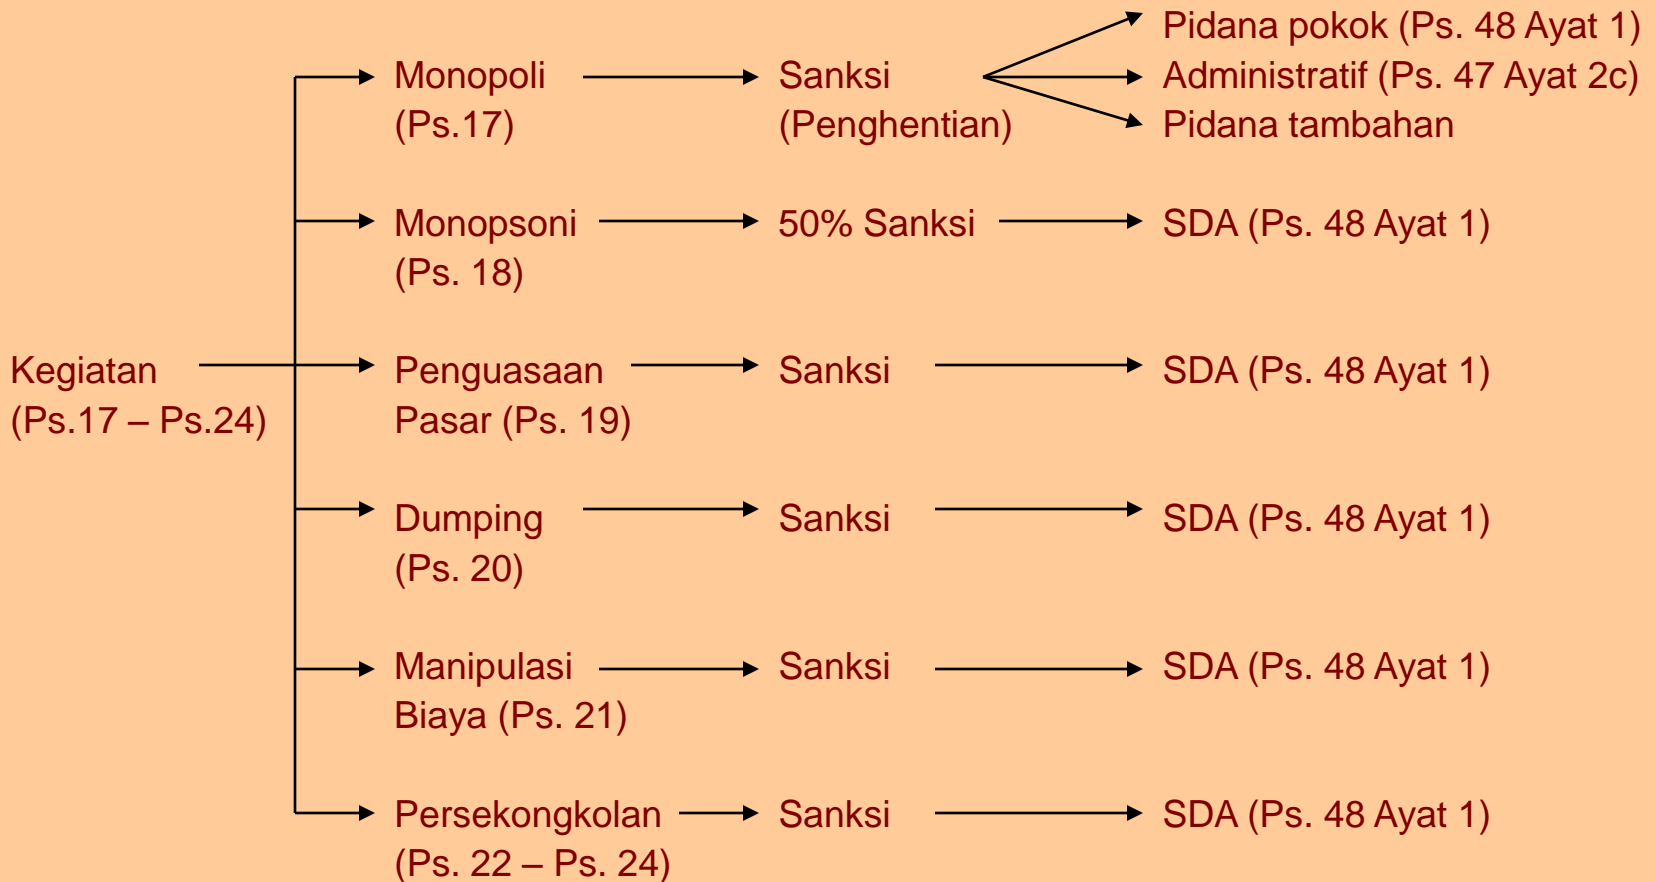 Pidana pokok (Ps. 48 Ayat 1)
Monopoli
Sanksi
Administratif (Ps. 47 Ayat 2c)
(Ps.17)
(Penghentian)
Pidana tambahan
Monopsoni
50% Sanksi
SDA (Ps. 48 Ayat 1)
(Ps. 18)
Kegiatan
Penguasaan
Sanksi
SDA (Ps. 48 Ayat 1)
(Ps.17 – Ps.24)
Pasar (Ps. 19)
Dumping
Sanksi
SDA (Ps. 48 Ayat 1)
(Ps. 20)
Manipulasi
Sanksi
SDA (Ps. 48 Ayat 1)
Biaya (Ps. 21)
Persekongkolan
Sanksi
SDA (Ps. 48 Ayat 1)
(Ps. 22 – Ps. 24)